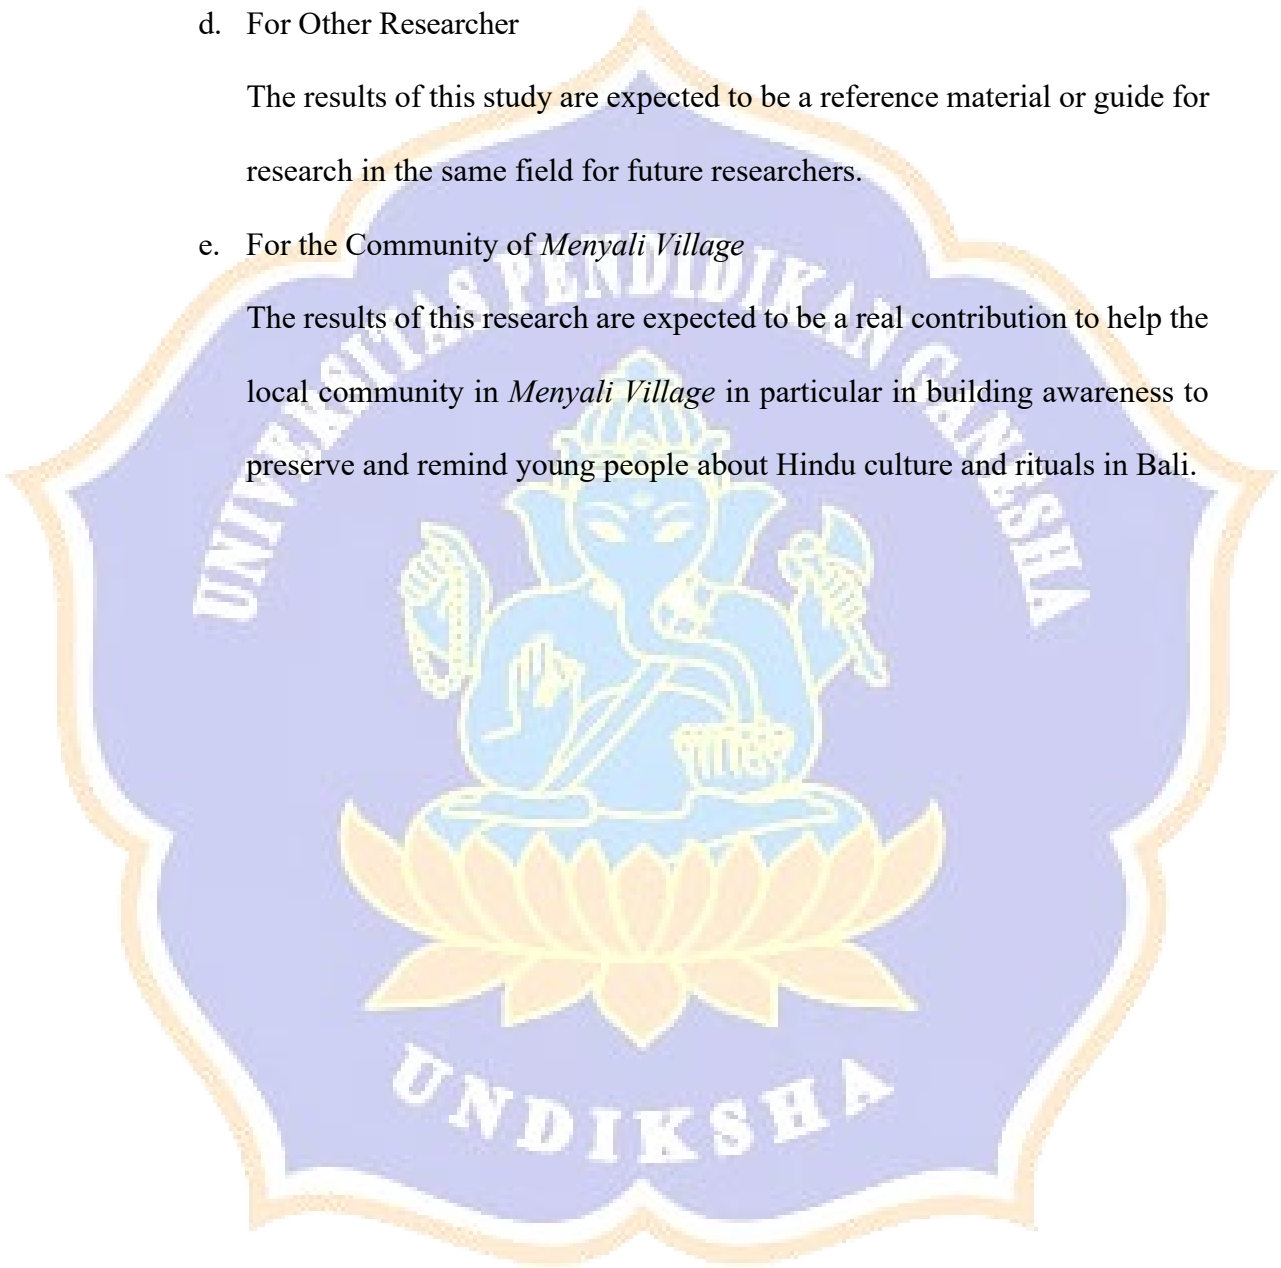 d. For Other Researcher
The results of this study are expected to be a reference material or guide for
research in the same field for future researchers.
e. For the Community of Menyali Village
The results of this research are expected to be a real contribution to help the
local community in Menyali Village in particular in building awareness to
preserve and remind young people about Hindu culture and rituals in Bali.
UNIVERSITAS PENDIDIKAN GANESHA
UNDIKSHA